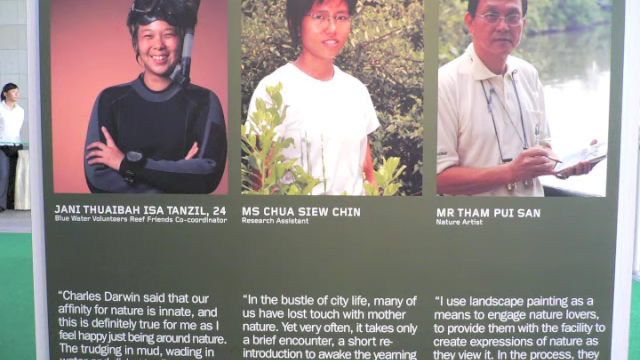 JANI THUAIBAH ISA TANZIL, 24
Blue Water Volunteers Reef Friends Co-coordinator
"Charles Darwin said that our
affinity for nature is innate, and
this is definitely true for me as I
feel happy just being around nature.
The trudging in mud, wading in
MS CHUA SIEW CHIN
Research Assistant
"In the bustle of city life, many of
us have lost touch with mother
nature. Yet very often, it takes only
a brief encounter, a short re-
introduction to awake the yearning
MR THAM PUI SAN
Nature Artist
"I use landscape painting as a
means to engage nature lovers,
to provide them with the facility to
create expressions of nature as
they view it. In the process, they